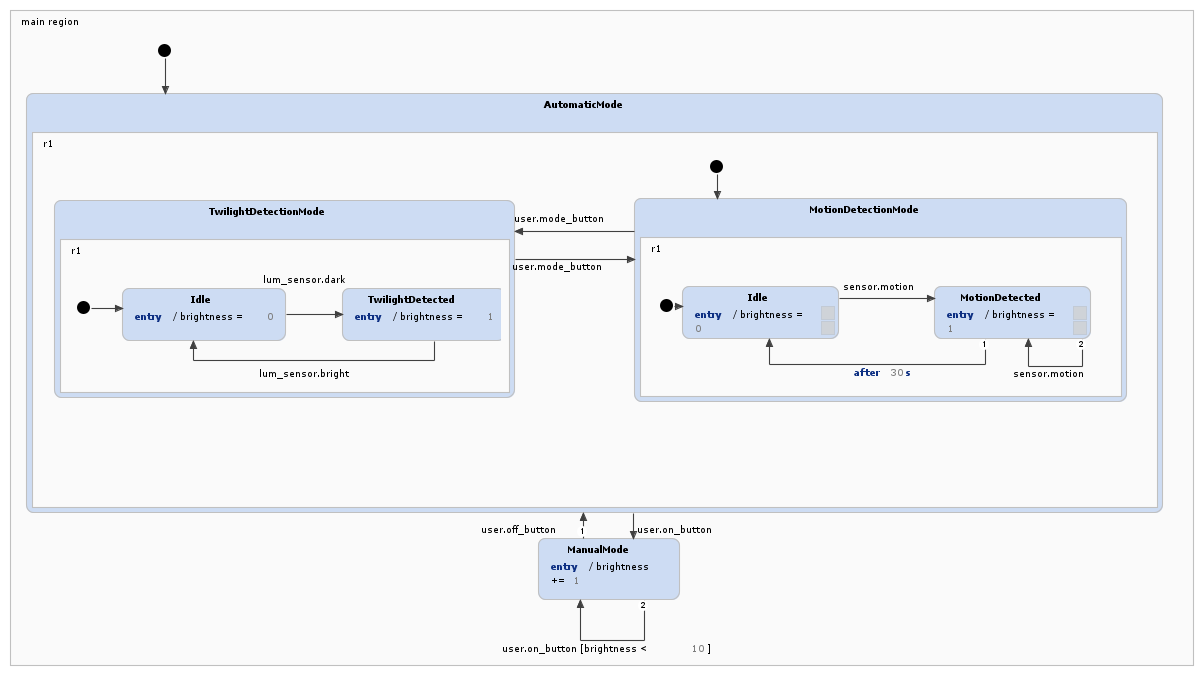 main region
AutomaticMode
r1
TwilightDetectionMode
r1
lum_sensor.dark
Idle
entry / brightness = 0
TwilightDetected
entry / brightness = 1
lum_sensor.bright
user.mode_button
user.mode_button
MotionDetectionMode
r1
Idle
entry / brightness =
0
sensor.motion
MotionDetected
entry / brightness =
1
1
2
after 30 s
sensor.motion
user.off_button
1
user.on_button
ManualMode
entry / brightness
+= 1
2
user.on_button [brightness < 10 ]